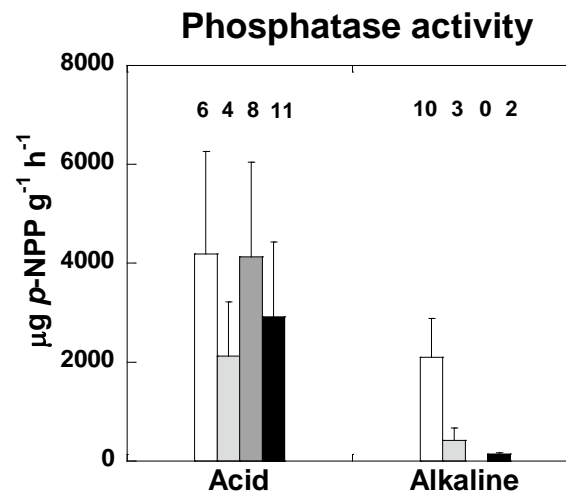 Phosphatase activity
8000
6 4 8 11 10 3 0 2
6000
4000
2000
0
µg p-NPP g⁻¹ h⁻¹
Acid Alkaline